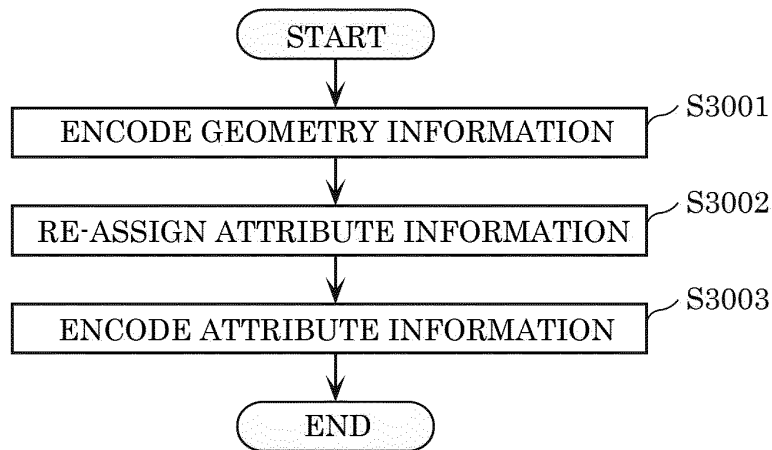 START
ENCODE GEOMETRY INFORMATION
S3001
RE-ASSIGN ATTRIBUTE INFORMATION
S3002
ENCODE ATTRIBUTE INFORMATION
S3003
END